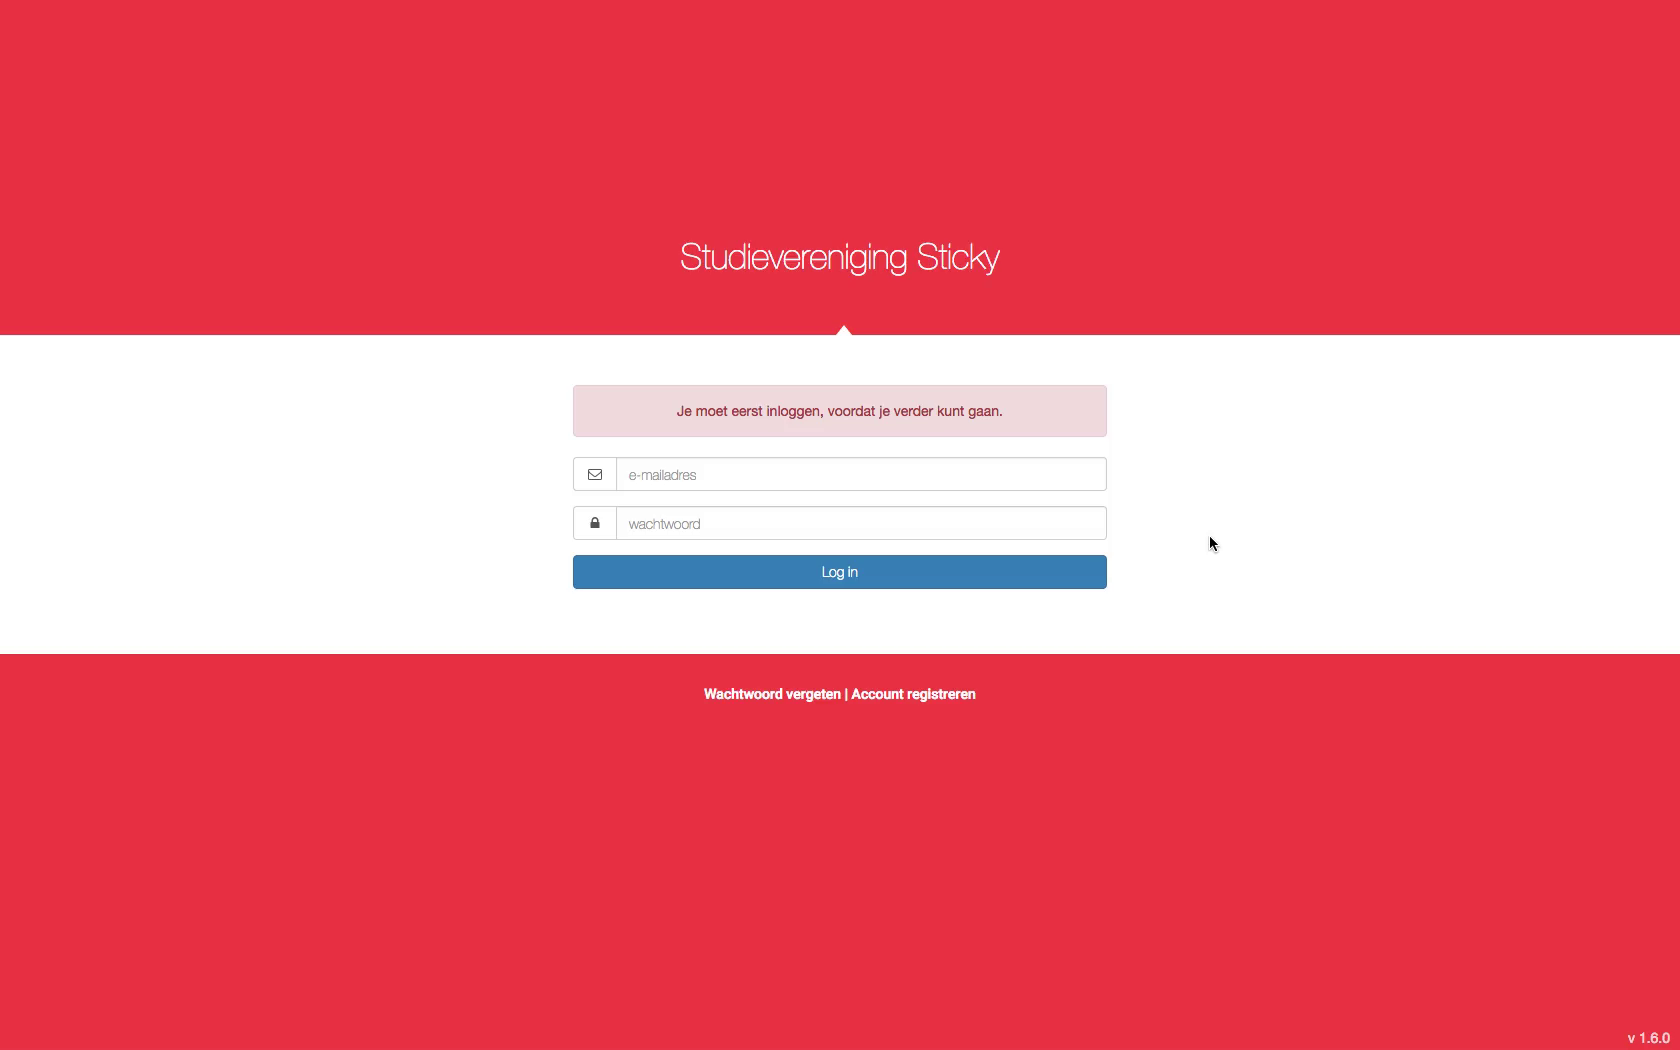 Studievereniging Sticky
Je moet eerst inloggen, voordat je verder kunt gaan.
e-mailadres
wachtwoord
Log in
Wachtwoord vergeten | Account registreren
v 1.6.0